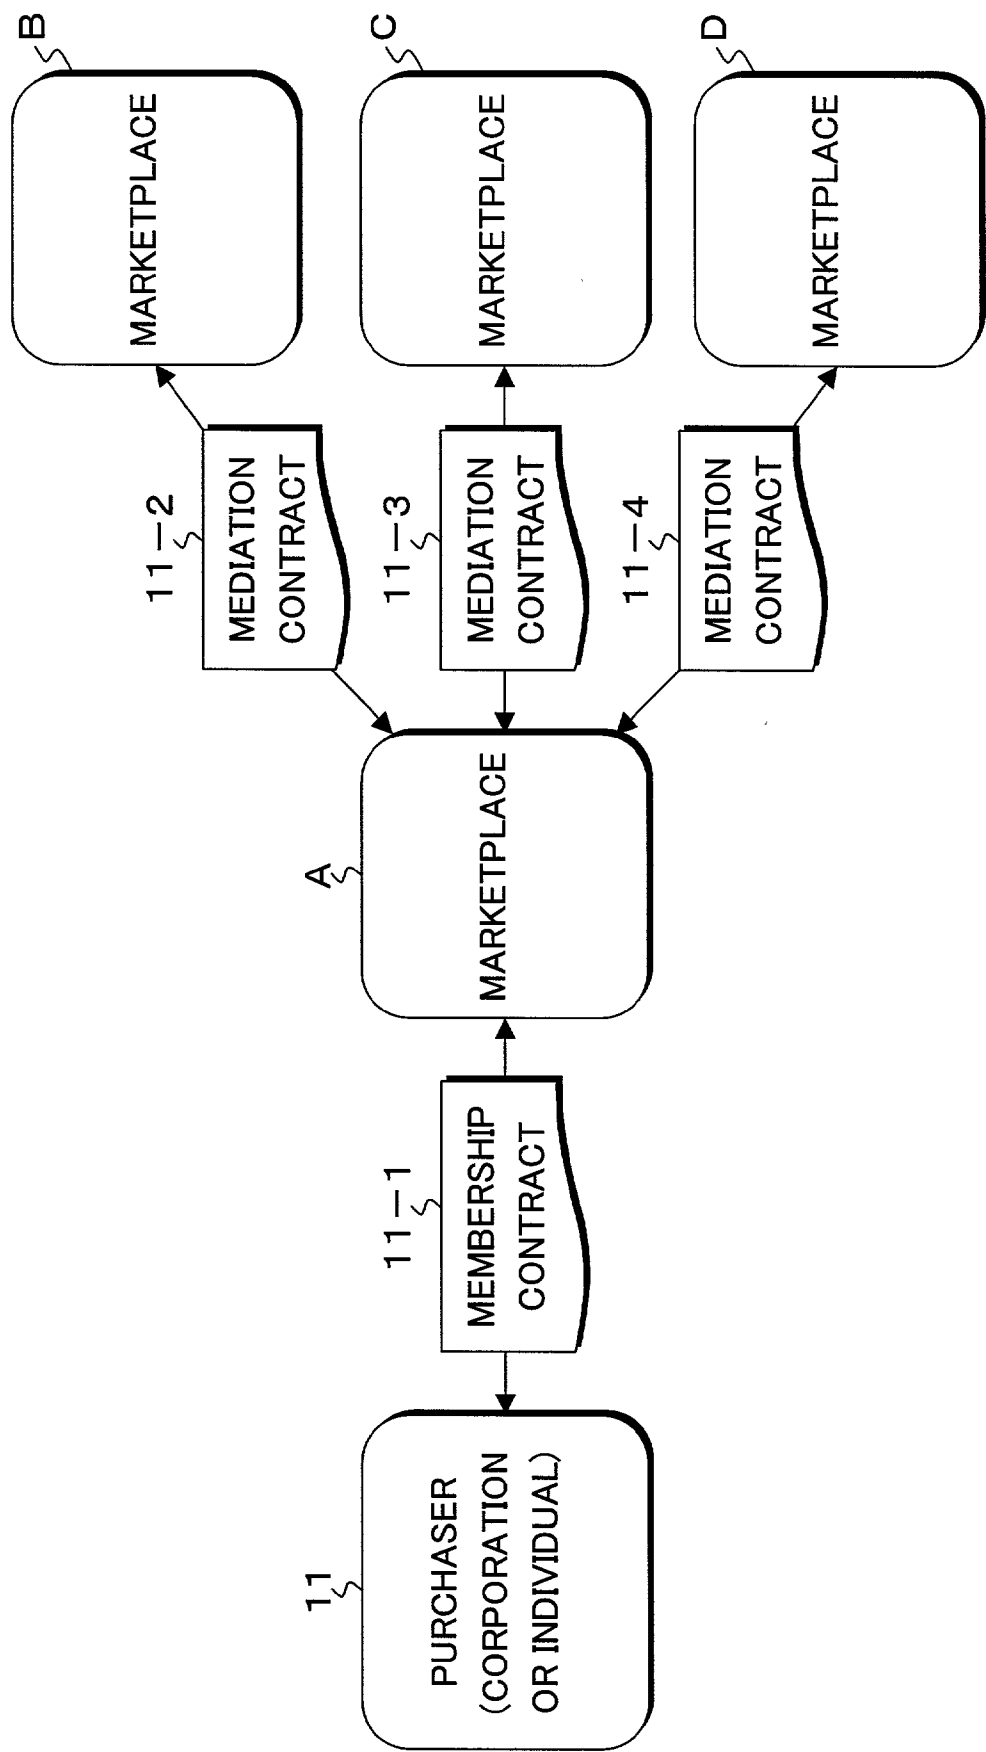 11
PURCHASER
(CORPORATION
OR INDIVIDUAL)
11-1
MEMBERSHIP
CONTRACT
A
MARKETPLACE
11-2
MEDIATION
CONTRACT
11-3
MEDIATION
CONTRACT
11-4
MEDIATION
CONTRACT
B
MARKETPLACE
C
MARKETPLACE
D
MARKETPLACE